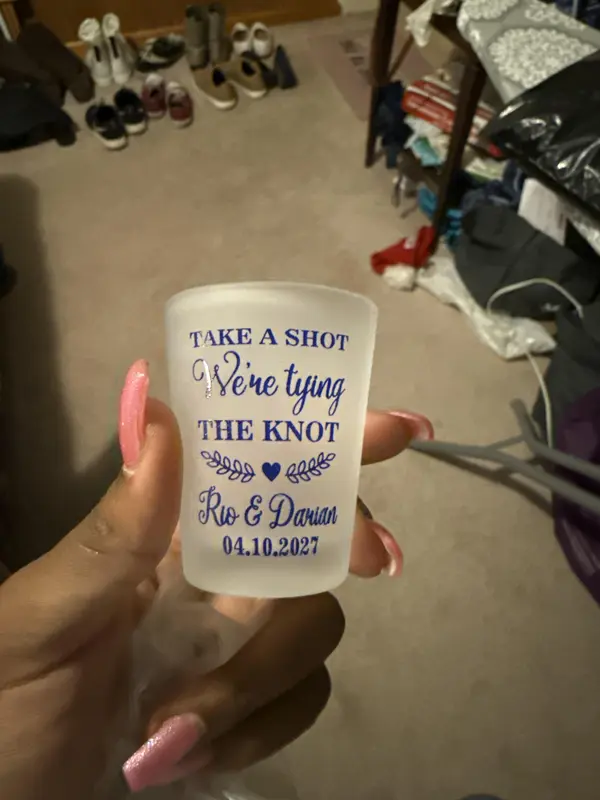 TAKE A SHOT
We're tying
THE KNOT
Rio & Darian
04.10.2027